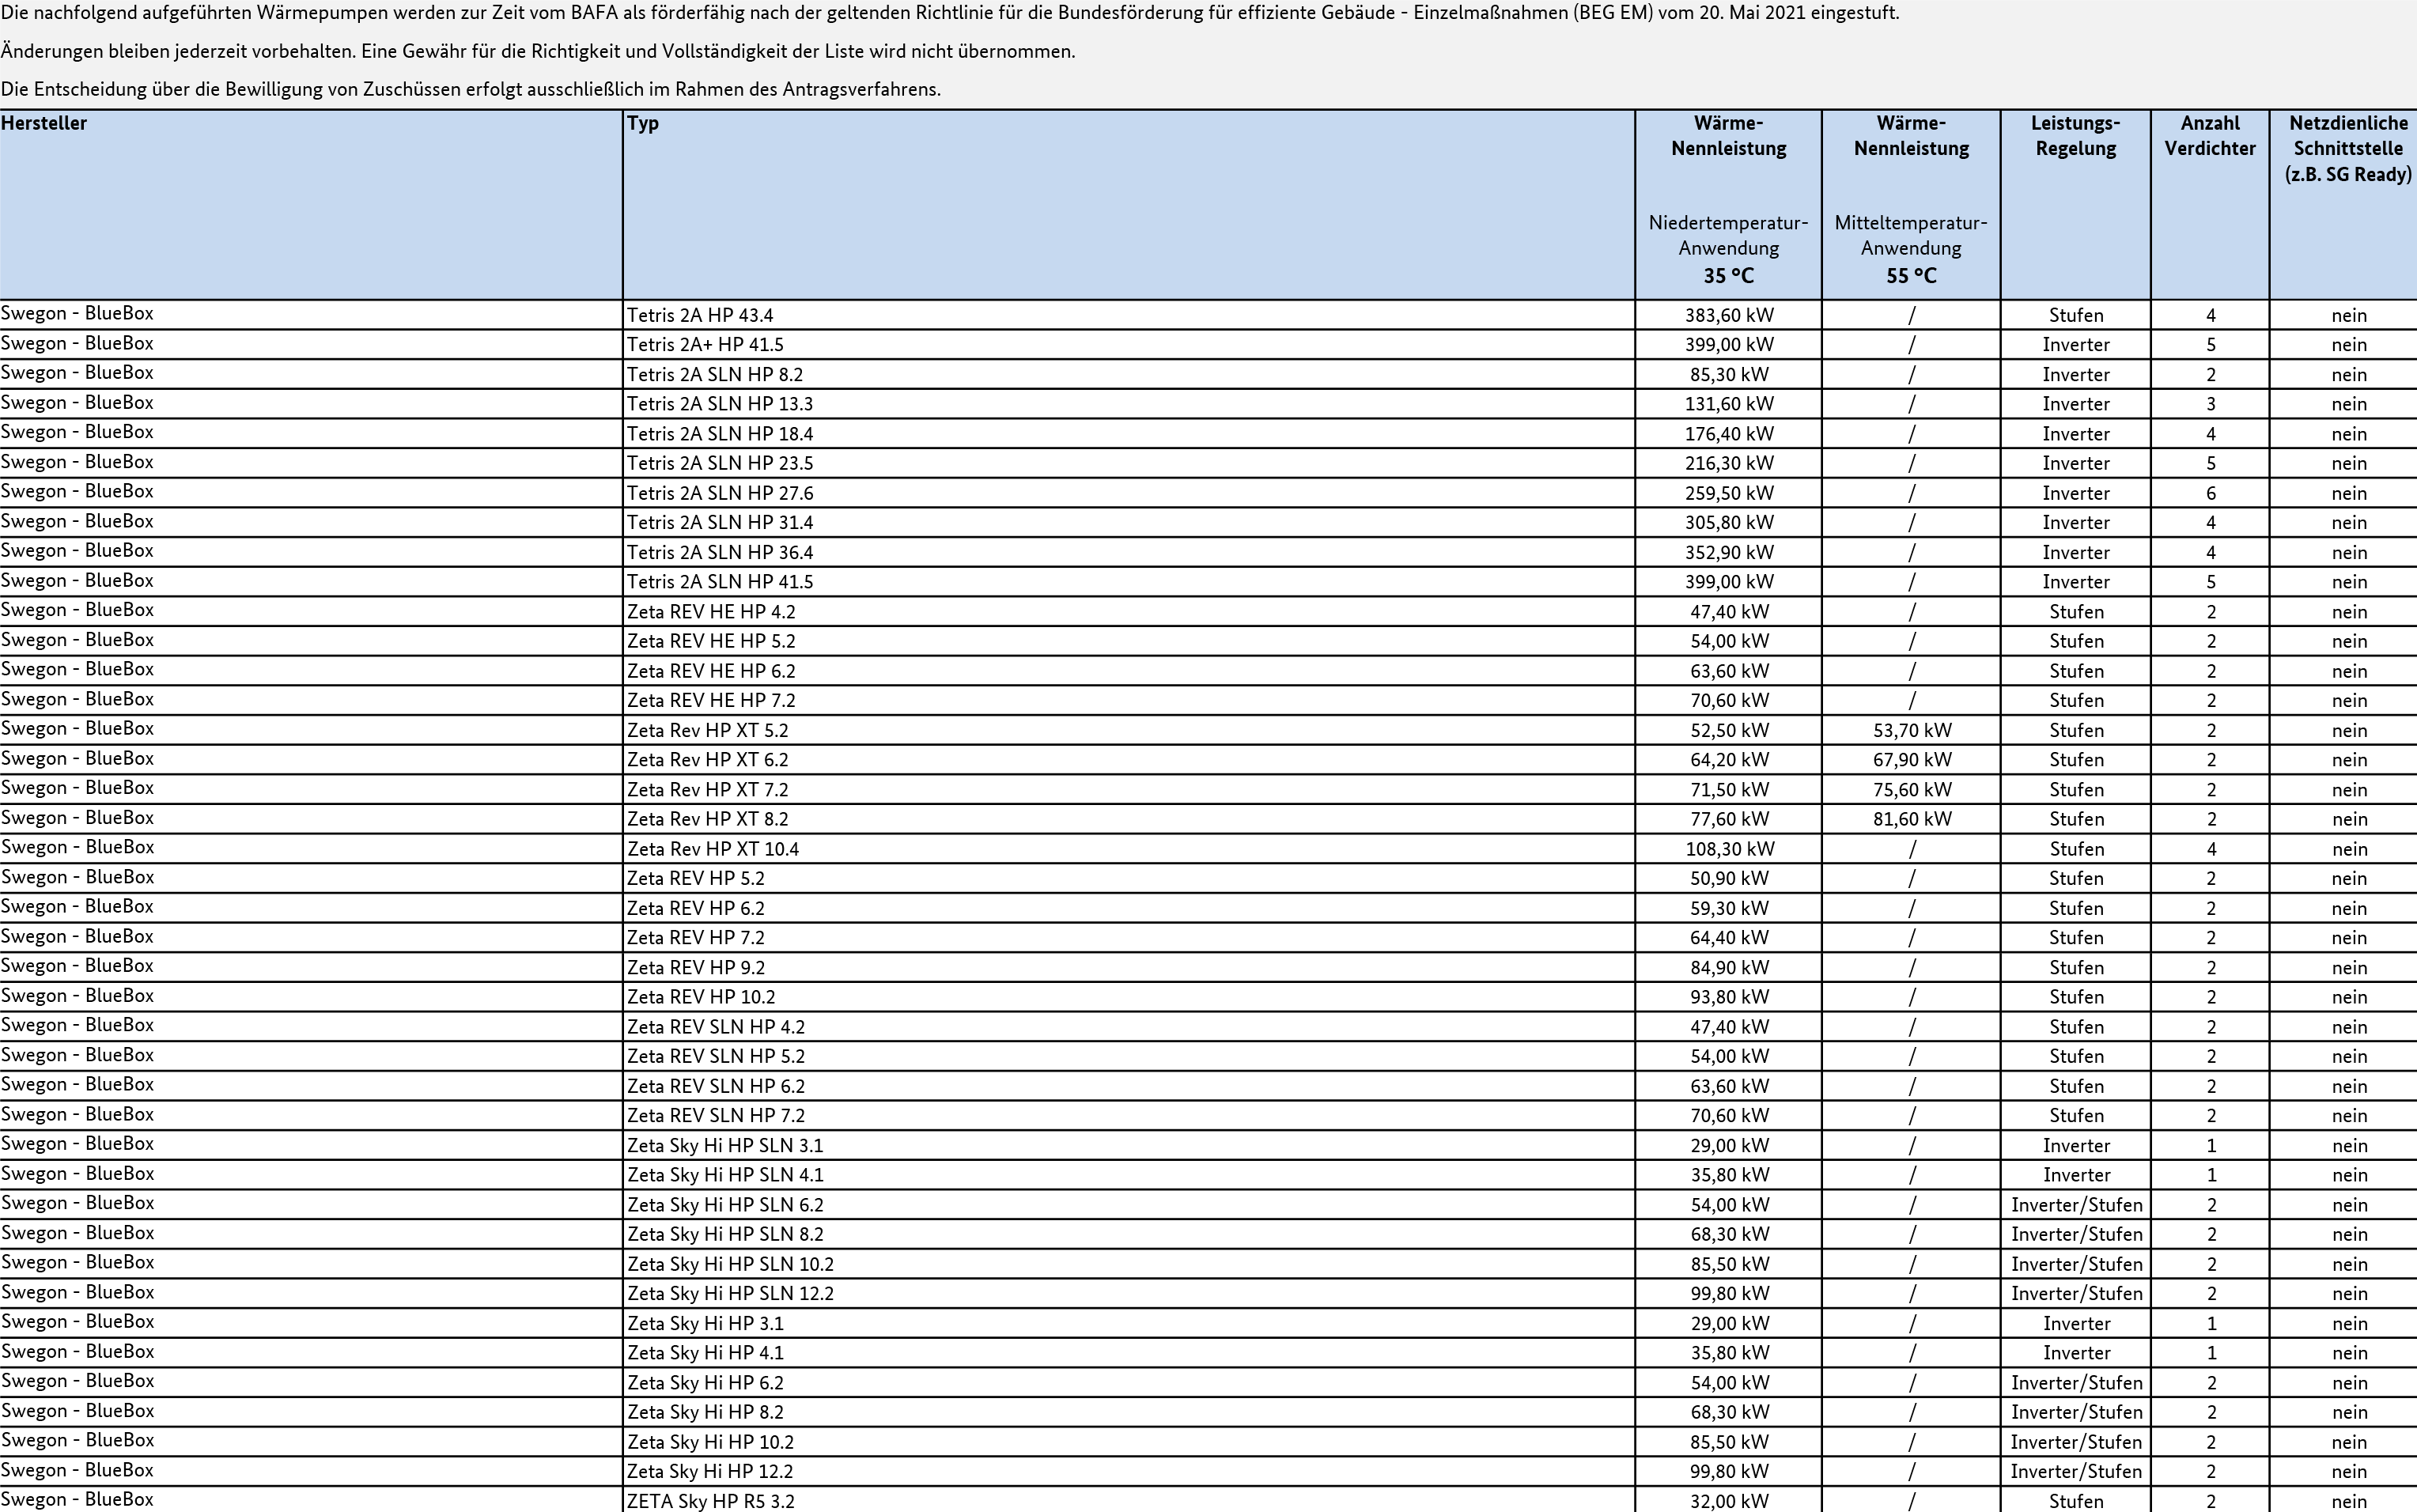 Die nachfolgend aufgeführten Wärmepumpen werden zur Zeit vom BAFA als förderfähig nach der geltenden Richtlinie für die Bundesförderung für effiziente Gebäude - Einzelmaßnahmen (BEG EM) vom 20. Mai 2021 eingestuft.
Änderungen bleiben jederzeit vorbehalten. Eine Gewähr für die Richtigkeit und Vollständigkeit der Liste wird nicht übernommen.
Die Entscheidung über die Bewilligung von Zuschüssen erfolgt ausschließlich im Rahmen des Antragsverfahrens.
Hersteller Typ Wärme- Wärme- Leistungs- Anzahl Netzdienliche
Nennleistung Nennleistung Regelung Verdichter Schnittstelle
(z.B. SG Ready)
Niedertemperatur- Mitteltemperatur-
Anwendung Anwendung
35 °C 55 °C
Swegon - BlueBox Tetris 2A HP 43.4 383,60 kW / Stufen 4 nein
Swegon - BlueBox Tetris 2A+ HP 41.5 399,00 kW / Inverter 5 nein
Swegon - BlueBox Tetris 2A SLN HP 8.2 85,30 kW / Inverter 2 nein
Swegon - BlueBox Tetris 2A SLN HP 13.3 131,60 kW / Inverter 3 nein
Swegon - BlueBox Tetris 2A SLN HP 18.4 176,40 kW / Inverter 4 nein
Swegon - BlueBox Tetris 2A SLN HP 23.5 216,30 kW / Inverter 5 nein
Swegon - BlueBox Tetris 2A SLN HP 27.6 259,50 kW / Inverter 6 nein
Swegon - BlueBox Tetris 2A SLN HP 31.4 305,80 kW / Inverter 4 nein
Swegon - BlueBox Tetris 2A SLN HP 36.4 352,90 kW / Inverter 4 nein
Swegon - BlueBox Tetris 2A SLN HP 41.5 399,00 kW / Inverter 5 nein
Swegon - BlueBox Zeta REV HE HP 4.2 47,40 kW / Stufen 2 nein
Swegon - BlueBox Zeta REV HE HP 5.2 54,00 kW / Stufen 2 nein
Swegon - BlueBox Zeta REV HE HP 6.2 63,60 kW / Stufen 2 nein
Swegon - BlueBox Zeta REV HE HP 7.2 70,60 kW / Stufen 2 nein
Swegon - BlueBox Zeta Rev HP XT 5.2 52,50 kW 53,70 kW Stufen 2 nein
Swegon - BlueBox Zeta Rev HP XT 6.2 64,20 kW 67,90 kW Stufen 2 nein
Swegon - BlueBox Zeta Rev HP XT 7.2 71,50 kW 75,60 kW Stufen 2 nein
Swegon - BlueBox Zeta Rev HP XT 8.2 77,60 kW 81,60 kW Stufen 2 nein
Swegon - BlueBox Zeta Rev HP XT 10.4 108,30 kW / Stufen 4 nein
Swegon - BlueBox Zeta REV HP 5.2 50,90 kW / Stufen 2 nein
Swegon - BlueBox Zeta REV HP 6.2 59,30 kW / Stufen 2 nein
Swegon - BlueBox Zeta REV HP 7.2 64,40 kW / Stufen 2 nein
Swegon - BlueBox Zeta REV HP 9.2 84,90 kW / Stufen 2 nein
Swegon - BlueBox Zeta REV HP 10.2 93,80 kW / Stufen 2 nein
Swegon - BlueBox Zeta REV SLN HP 4.2 47,40 kW / Stufen 2 nein
Swegon - BlueBox Zeta REV SLN HP 5.2 54,00 kW / Stufen 2 nein
Swegon - BlueBox Zeta REV SLN HP 6.2 63,60 kW / Stufen 2 nein
Swegon - BlueBox Zeta REV SLN HP 7.2 70,60 kW / Stufen 2 nein
Swegon - BlueBox Zeta Sky Hi HP SLN 3.1 29,00 kW / Inverter 1 nein
Swegon - BlueBox Zeta Sky Hi HP SLN 4.1 35,80 kW / Inverter 1 nein
Swegon - BlueBox Zeta Sky Hi HP SLN 6.2 54,00 kW / Inverter/Stufen 2 nein
Swegon - BlueBox Zeta Sky Hi HP SLN 8.2 68,30 kW / Inverter/Stufen 2 nein
Swegon - BlueBox Zeta Sky Hi HP SLN 10.2 85,50 kW / Inverter/Stufen 2 nein
Swegon - BlueBox Zeta Sky Hi HP SLN 12.2 99,80 kW / Inverter/Stufen 2 nein
Swegon - BlueBox Zeta Sky Hi HP 3.1 29,00 kW / Inverter 1 nein
Swegon - BlueBox Zeta Sky Hi HP 4.1 35,80 kW / Inverter 1 nein
Swegon - BlueBox Zeta Sky Hi HP 6.2 54,00 kW / Inverter/Stufen 2 nein
Swegon - BlueBox Zeta Sky Hi HP 8.2 68,30 kW / Inverter/Stufen 2 nein
Swegon - BlueBox Zeta Sky Hi HP 10.2 85,50 kW / Inverter/Stufen 2 nein
Swegon - BlueBox Zeta Sky Hi HP 12.2 99,80 kW / Inverter/Stufen 2 nein
Swegon - BlueBox ZETA Sky HP R5 3.2 32,00 kW / Stufen 2 nein